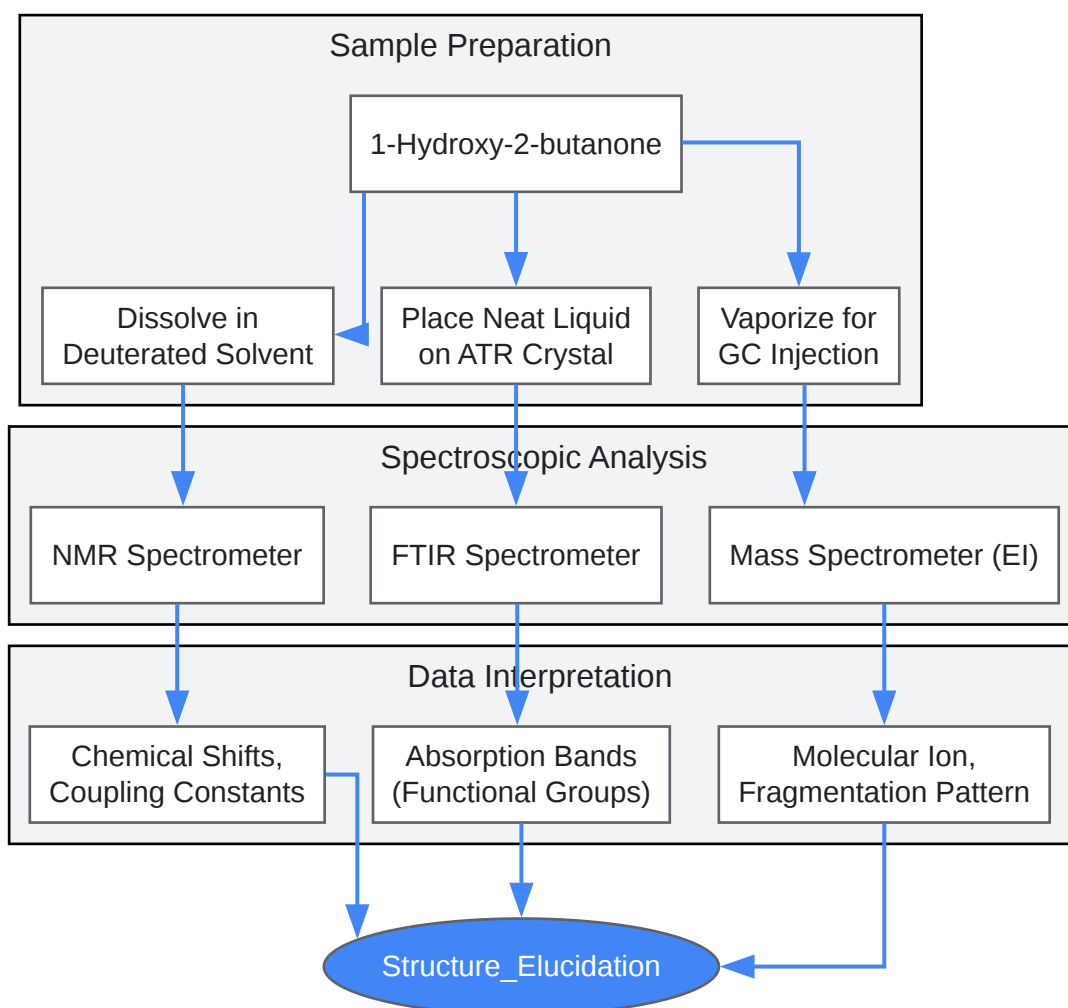 Sample Preparation
1-Hydroxy-2-butanone
Dissolve in
Deuterated Solvent
Place Neat Liquid
on ATR Crystal
Vaporize for
GC Injection
Spectroscopic Analysis
NMR Spectrometer
FTIR Spectrometer
Mass Spectrometer (EI)
Data Interpretation
Chemical Shifts,
Coupling Constants
Absorption Bands
(Functional Groups)
Molecular Ion,
Fragmentation Pattern
Structure_Elucidation